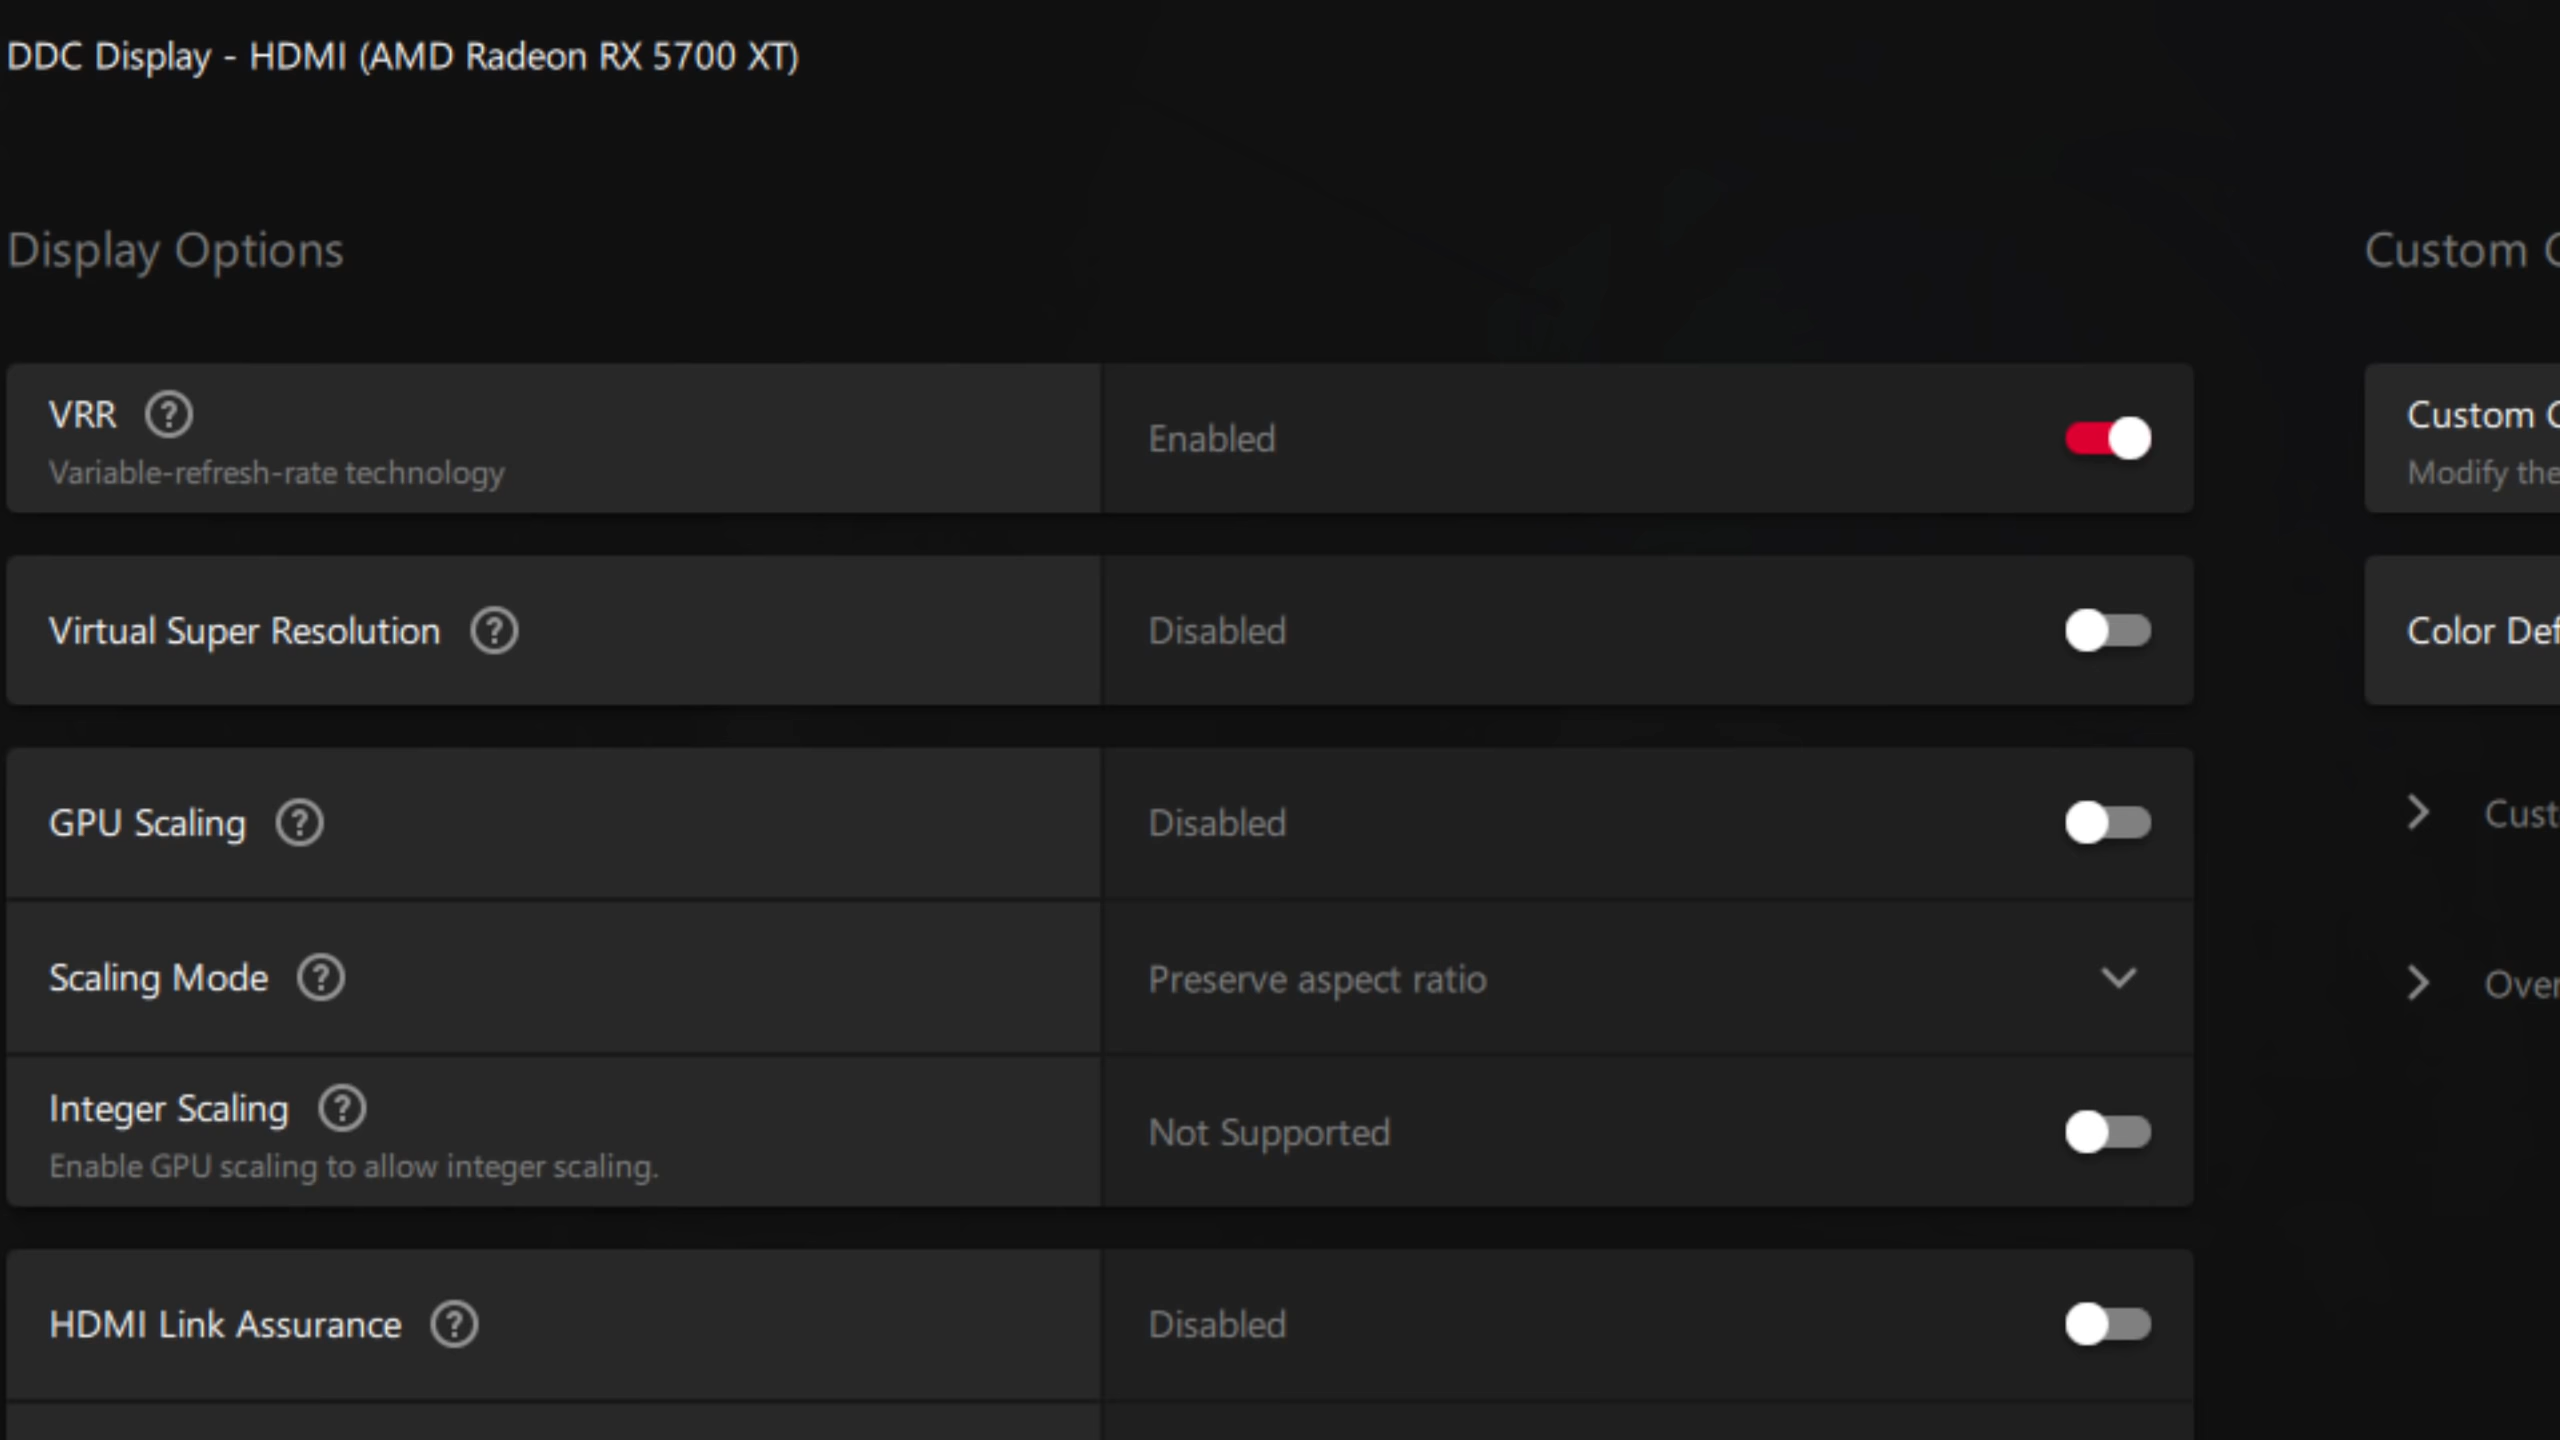 DDC Display - HDMI (AMD Radeon RX 5700 XT)
Display Options
VRR
Variable-refresh-rate technology
Enabled
Virtual Super Resolution
Disabled
GPU Scaling
Disabled
Scaling Mode
Preserve aspect ratio
Integer Scaling
Enable GPU scaling to allow integer scaling.
Not Supported
HDMI Link Assurance
Disabled
Custom
Custom
Modify the
Color